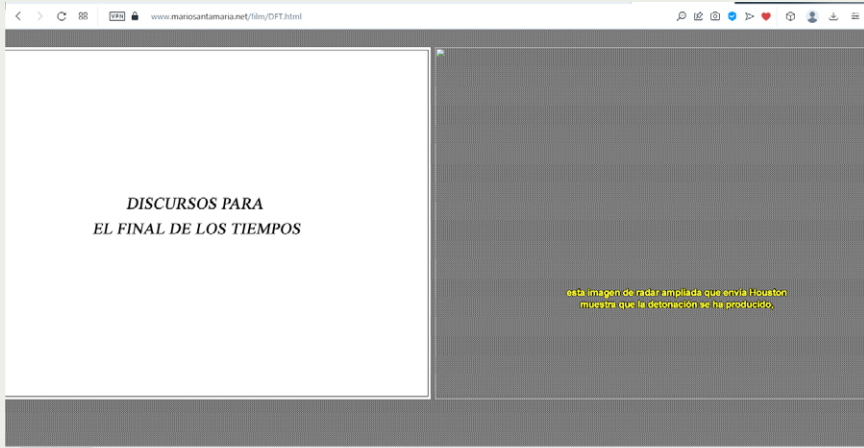 VPN
www.mariosantamaria.net/film/DFT.html
DISCURSOS PARA
EL FINAL DE LOS TIEMPOS
esta imagen de radar ampliada que envía Houston
muestra que la detonación se ha producido,